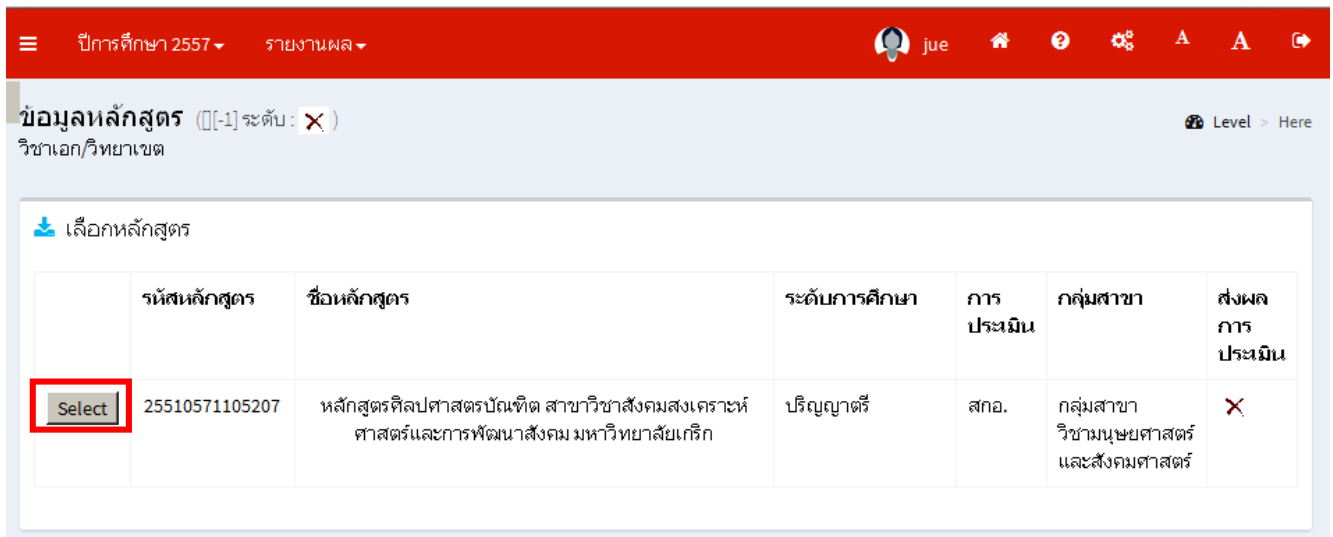 ปีการศึกษา 2557 รายงานผล jue A A
ข้อมูลหลักสูตร ([][-1] ระดับ : )
Level > Here
วิชาเอก/วิทยาเขต
เลือกหลักสูตร
รหัสหลักสูตร ชื่อหลักสูตร ระดับการศึกษา การ กลุ่มสาขา ส่งผล
ประเมิน การ
ประเมิน
Select 25510571105207 หลักสูตรศิลปศาสตรบัณฑิต สาขาวิชาสังคมสงเคราะห์ ปริญญาตรี สกอ. กลุ่มสาขา
ศาสตร์และการพัฒนาสังคม มหาวิทยาลัยเกริก วิชามนุษยศาสตร์
และสังคมศาสตร์